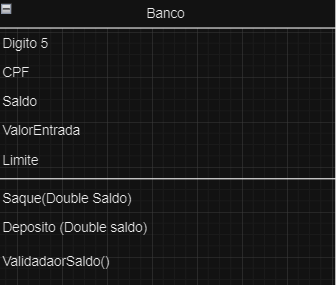 Banco
Digito 5
CPF
Saldo
ValorEntrada
Limite
Saque(Double Saldo)
Deposito (Double saldo)
ValidadaorSaldo()